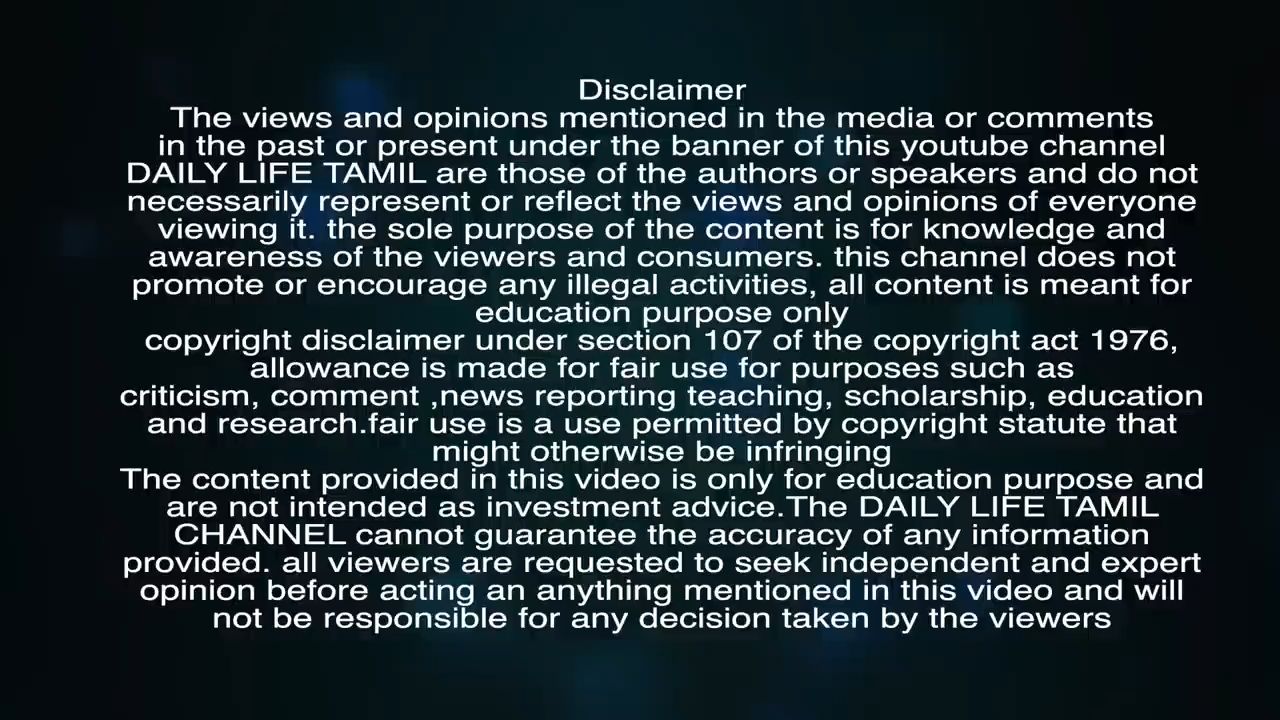 Disclaimer
The views and opinions mentioned in the media or comments
in the past or present under the banner of this youtube channel
DAILY LIFE TAMIL are those of the authors or speakers and do not
necessarily represent or reflect the views and opinions of everyone
viewing it. the sole purpose of the content is for knowledge and
awareness of the viewers and consumers. this channel does not
promote or encourage any illegal activities, all content is meant for
education purpose only
copyright disclaimer under section 107 of the copyright act 1976,
allowance is made for fair use for purposes such as
criticism, comment ,news reporting teaching, scholarship, education
and research.fair use is a use permitted by copyright statute that
might otherwise be infringing
The content provided in this video is only for education purpose and
are not intended as investment advice.The DAILY LIFE TAMIL
CHANNEL cannot guarantee the accuracy of any information
provided. all viewers are requested to seek independent and expert
opinion before acting an anything mentioned in this video and will
not be responsible for any decision taken by the viewers